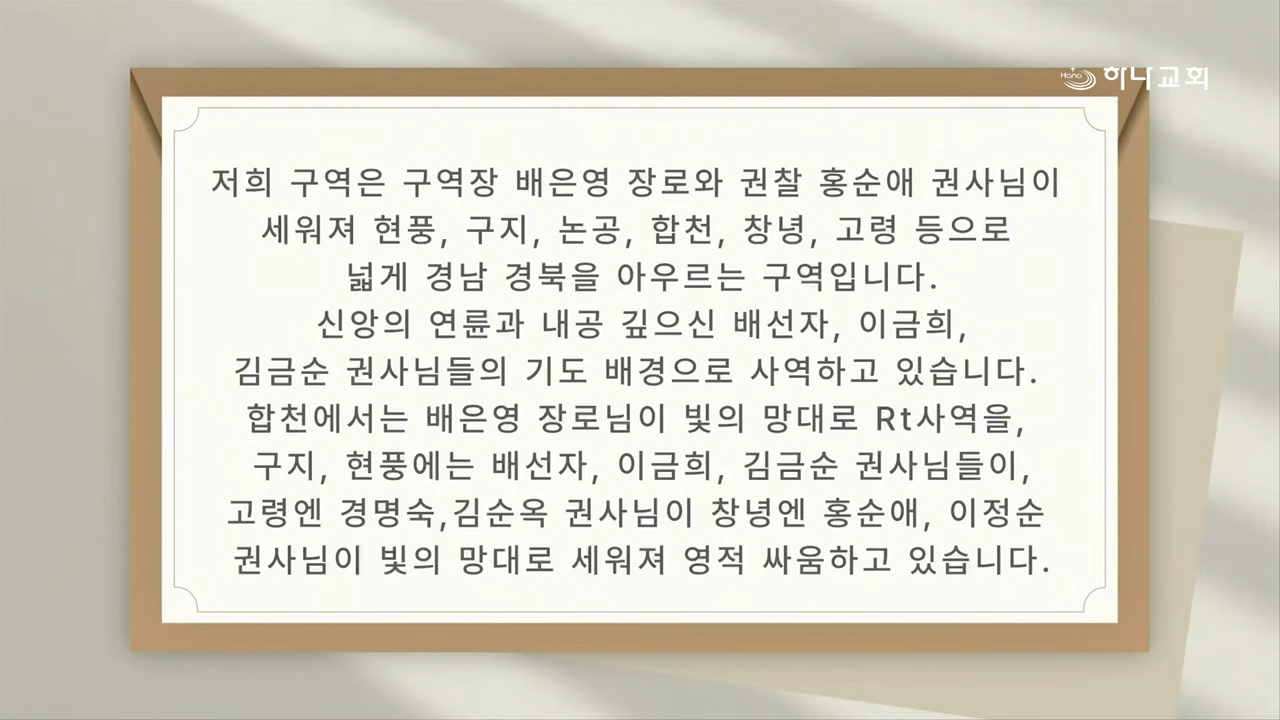 Hana 하나교회
저희 구역은 구역장 배은영 장로와 권찰 홍순애 권사님이
세워져 현풍, 구지, 논공, 합천, 창녕, 고령 등으로
넓게 경남 경북을 아우르는 구역입니다.
신앙의 연륜과 내공 깊으신 배선자, 이금희,
김금순 권사님들의 기도 배경으로 사역하고 있습니다.
합천에서는 배은영 장로님이 빛의 망대로 Rt사역을,
구지, 현풍에는 배선자, 이금희, 김금순 권사님들이,
고령엔 경명숙,김순옥 권사님이 창녕엔 홍순애, 이정순
권사님이 빛의 망대로 세워져 영적 싸움하고 있습니다.